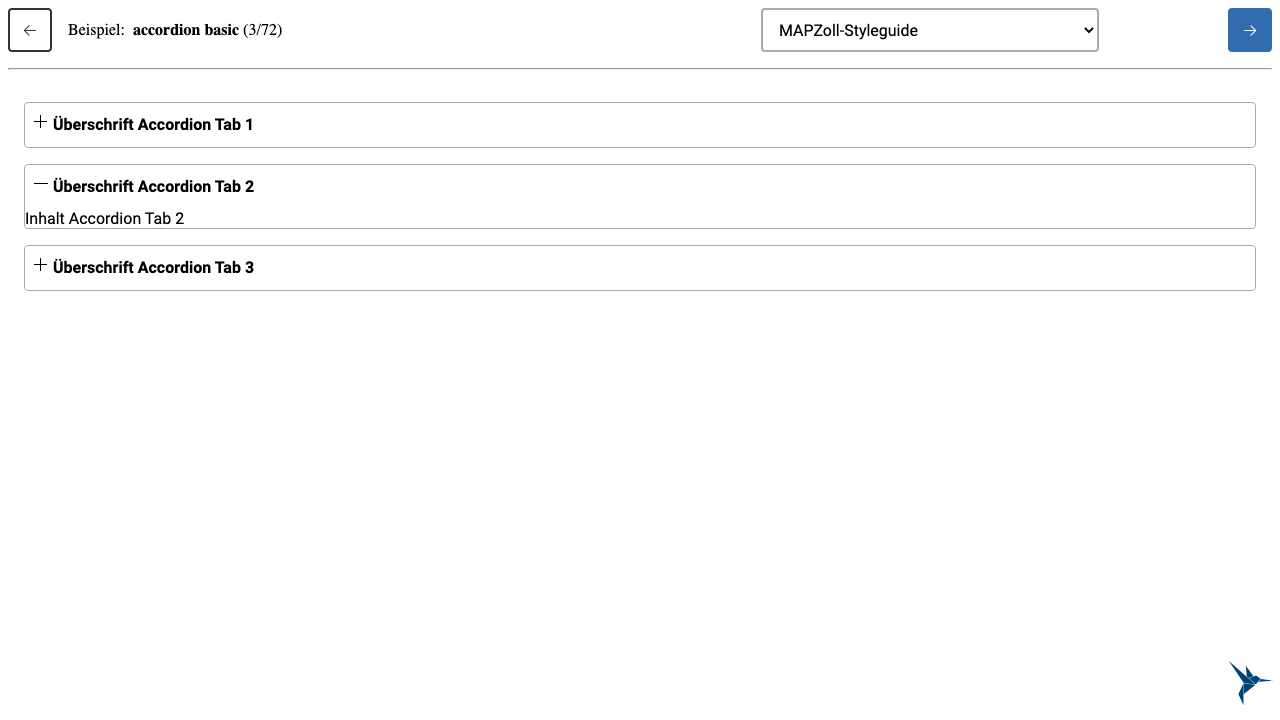 Beispiel: accordion basic (3/72)
MAPZoll-Styleguide
Überschrift Accordion Tab 1
Überschrift Accordion Tab 2
Inhalt Accordion Tab 2
Überschrift Accordion Tab 3